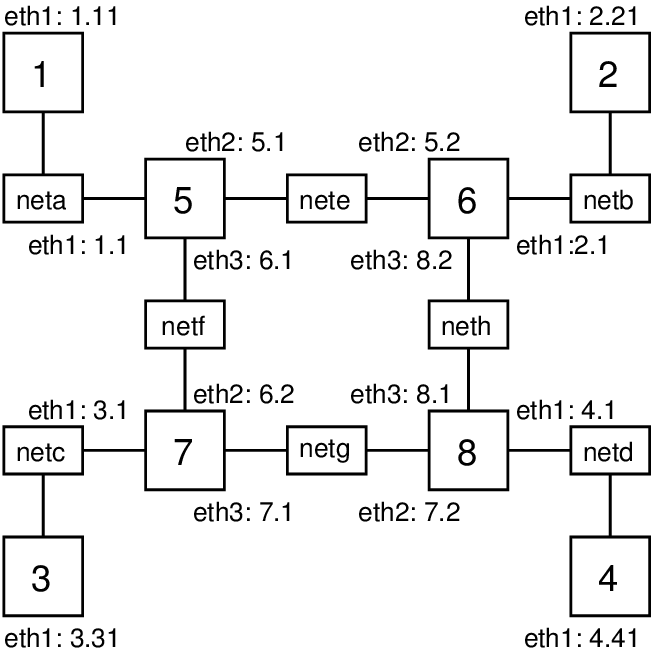 eth1: 1.11
eth1: 2.21
1
2
eth2: 5.1
eth2: 5.2
neta
5
nete
6
netb
eth1: 1.1
eth3: 6.1
eth3: 8.2
eth1:2.1
netf
neth
eth1: 3.1
eth2: 6.2
eth3: 8.1
eth1: 4.1
netc
7
netg
8
netd
eth3: 7.1
eth2: 7.2
3
4
eth1: 3.31
eth1: 4.41